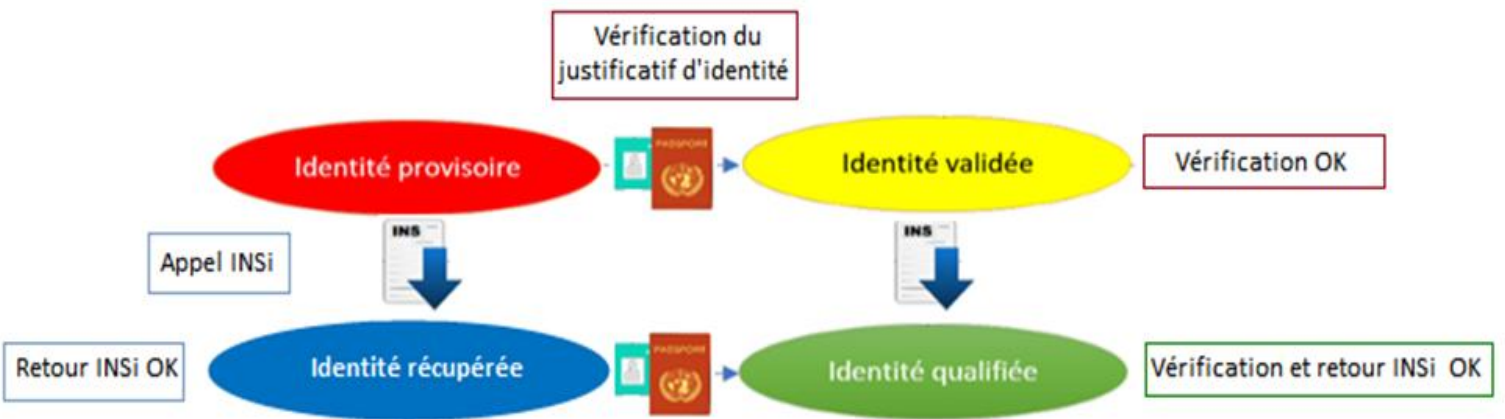 Vérification du
justificatif d'identité
Identité provisoire
PASSPORT
Identité validée
Vérification OK
INS
INS
Appel INSi
Retour INSi OK
Identité récupérée
PASSPORT
Identité qualifiée
Vérification et retour INSi OK